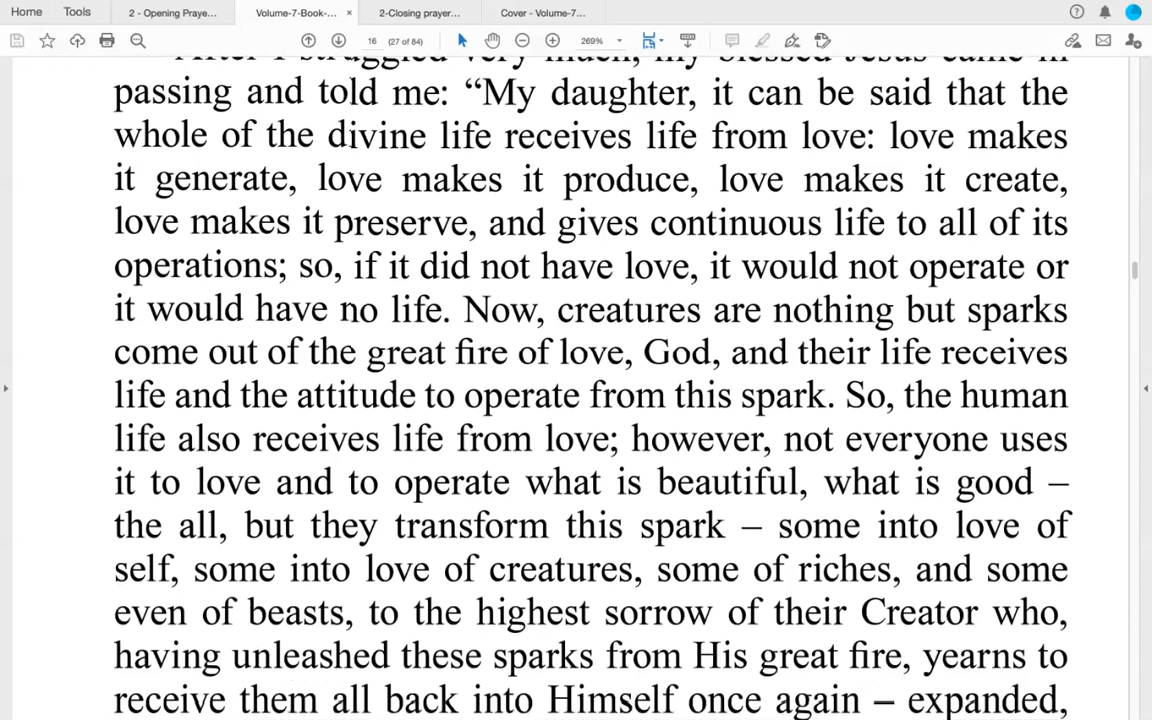 Home Tools 2 - Opening Praye... Volume-7-Book-... × 2-Closing prayer... Cover - Volume-7...
16 (27 of 84) 269%
After I struggled very much, my blessed Jesus came in
passing and told me: “My daughter, it can be said that the
whole of the divine life receives life from love: love makes
it generate, love makes it produce, love makes it create,
love makes it preserve, and gives continuous life to all of its
operations; so, if it did not have love, it would not operate or
it would have no life. Now, creatures are nothing but sparks
come out of the great fire of love, God, and their life receives
life and the attitude to operate from this spark. So, the human
life also receives life from love; however, not everyone uses
it to love and to operate what is beautiful, what is good –
the all, but they transform this spark – some into love of
self, some into love of creatures, some of riches, and some
even of beasts, to the highest sorrow of their Creator who,
having unleashed these sparks from His great fire, yearns to
receive them all back into Himself once again – expanded,